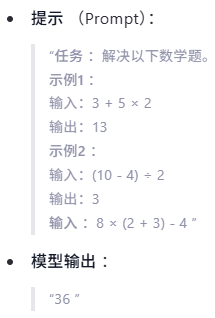 提示 （Prompt）：
“任务 ：解决以下数学题。
示例1 ：
输入：3 + 5 × 2
输出：13
示例2 ：
输入：(10 - 4) ÷ 2
输出：3
输入 ：8 × (2 + 3) - 4 ”
模型输出 ：
“36 ”